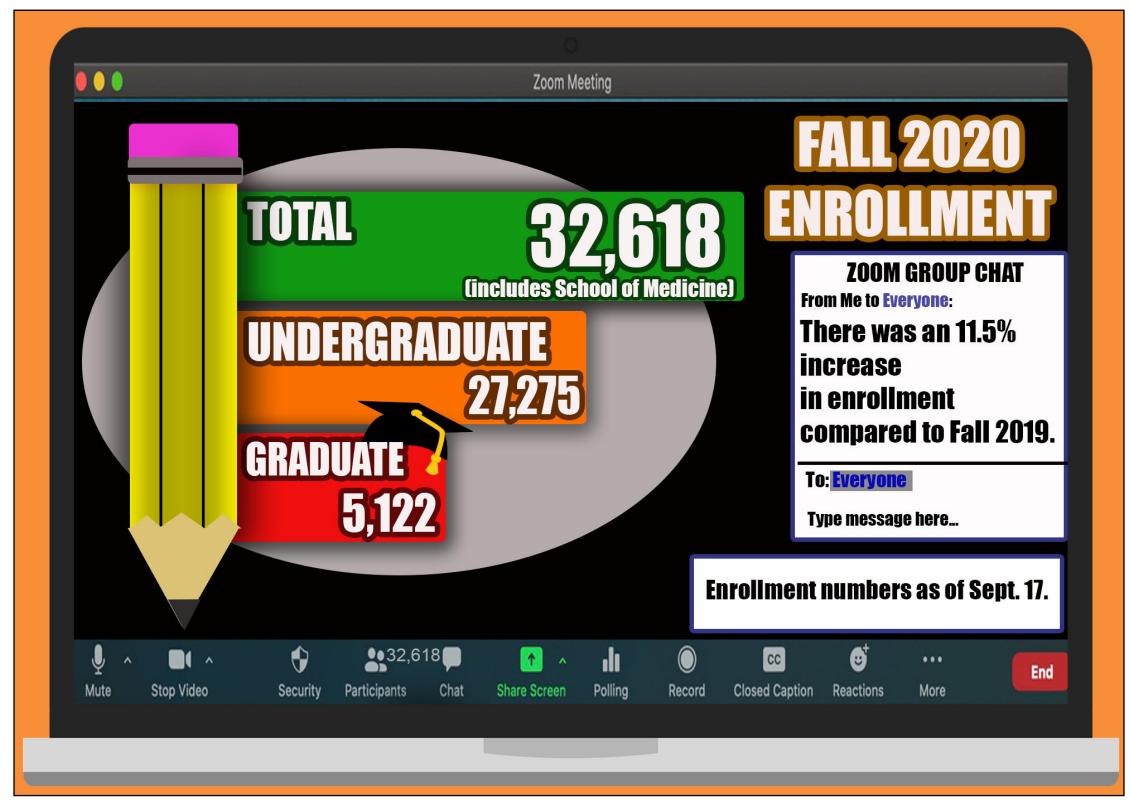 Zoom Meeting
FALL 2020
ENROLLMENT
TOTAL
32,618
(includes School of Medicine)
UNDERGRADUATE
27,275
GRADUATE
5,122
ZOOM GROUP CHAT
From Me to Everyone:
There was an 11.5%
increase
in enrollment
compared to Fall 2019.
To: Everyone
Type message here...
Enrollment numbers as of Sept. 17.
32,618
CC
Mute
Stop Video
Security
Participants
Chat
Share Screen
Polling
Record
Closed Caption
Reactions
More
End